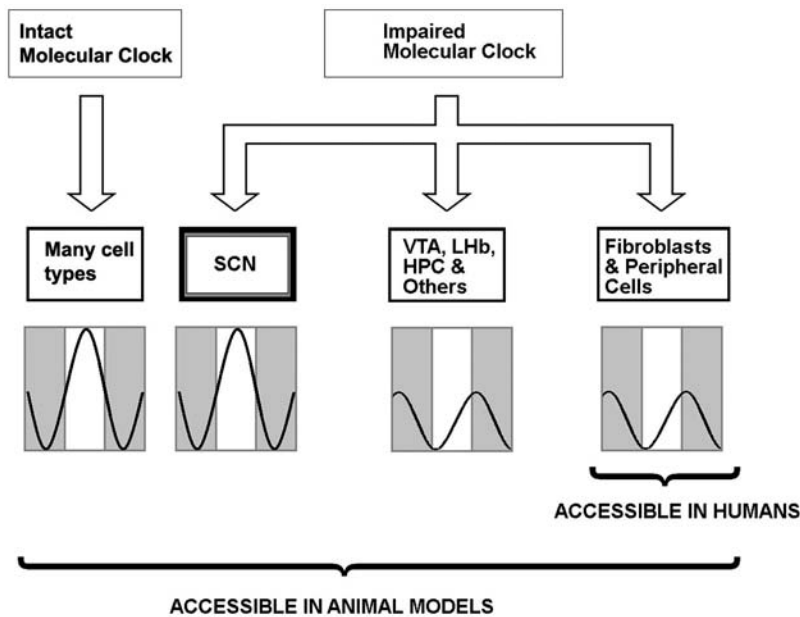 Intact
Molecular Clock
Impaired
Molecular Clock
Many cell
types
SCN
VTA, LHb,
HPC &
Others
Fibroblasts
& Peripheral
Cells
ACCESSIBLE IN HUMANS
ACCESSIBLE IN ANIMAL MODELS